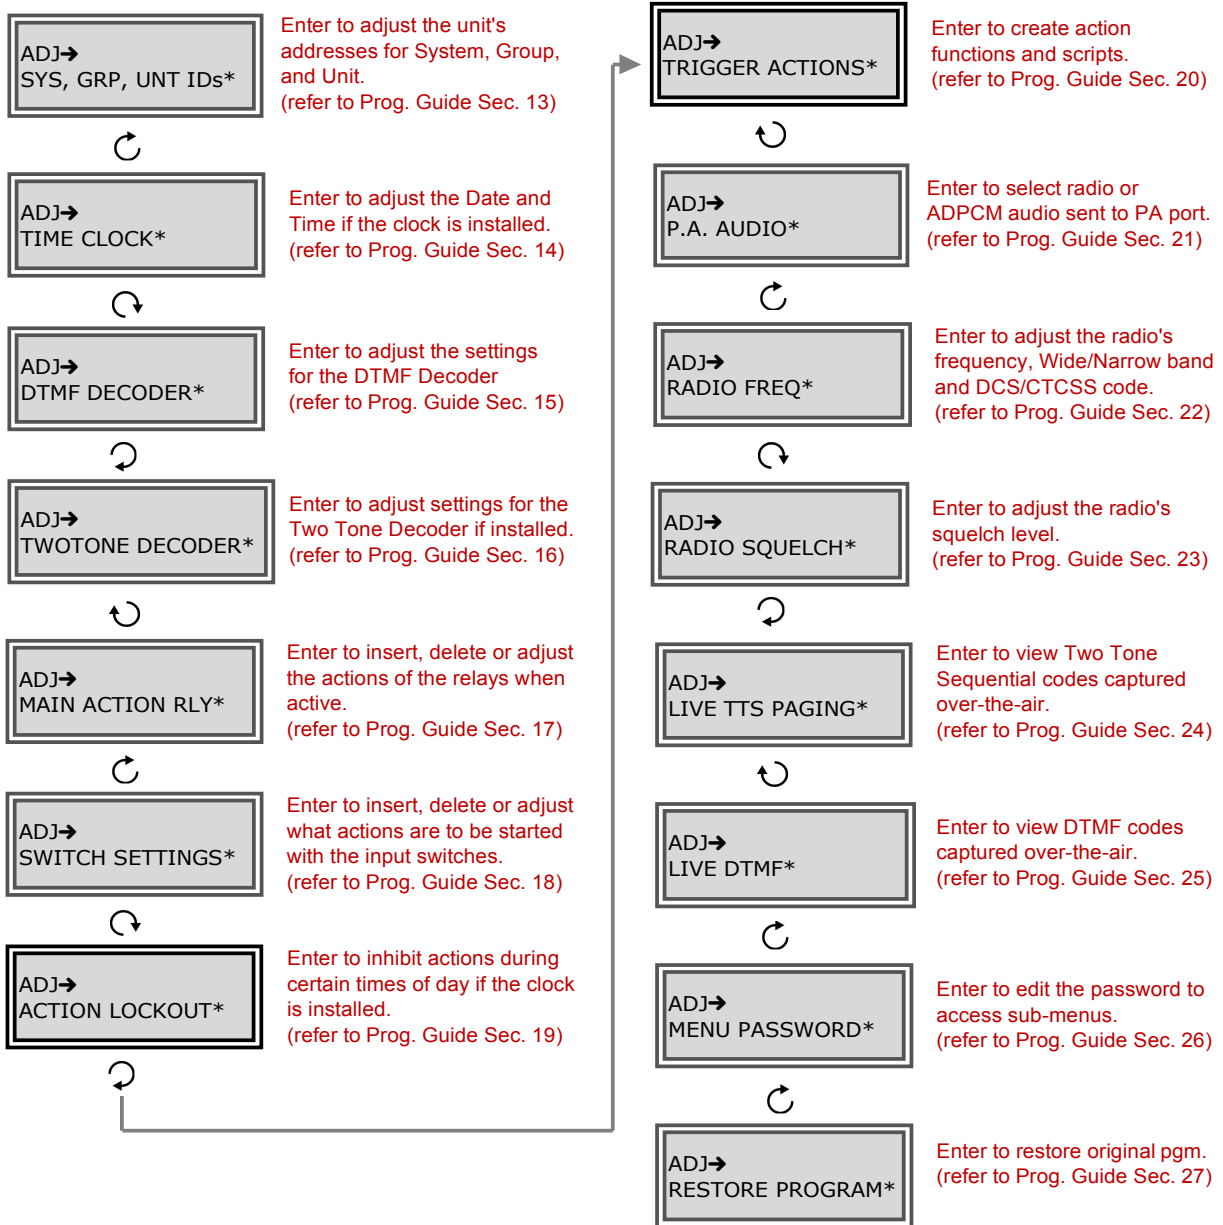 ADJ➔
SYS, GRP, UNT IDs*
Enter to adjust the unit's
addresses for System, Group,
and Unit.
(refer to Prog. Guide Sec. 13)
ADJ➔
TIME CLOCK*
Enter to adjust the Date and
Time if the clock is installed.
(refer to Prog. Guide Sec. 14)
ADJ➔
DTMF DECODER*
Enter to adjust the settings
for the DTMF Decoder
(refer to Prog. Guide Sec. 15)
ADJ➔
TWOTONE DECODER*
Enter to adjust settings for the
Two Tone Decoder if installed.
(refer to Prog. Guide Sec. 16)
ADJ➔
MAIN ACTION RLY*
Enter to insert, delete or adjust
the actions of the relays when
active.
(refer to Prog. Guide Sec. 17)
ADJ➔
SWITCH SETTINGS*
Enter to insert, delete or adjust
what actions are to be started
with the input switches.
(refer to Prog. Guide Sec. 18)
ADJ➔
ACTION LOCKOUT*
Enter to inhibit actions during
certain times of day if the clock
is installed.
(refer to Prog. Guide Sec. 19)
ADJ➔
TRIGGER ACTIONS*
Enter to create action
functions and scripts.
(refer to Prog. Guide Sec. 20)
ADJ➔
P.A. AUDIO*
Enter to select radio or
ADPCM audio sent to PA port.
(refer to Prog. Guide Sec. 21)
ADJ➔
RADIO FREQ*
Enter to adjust the radio's
frequency, Wide/Narrow band
and DCS/CTCSS code.
(refer to Prog. Guide Sec. 22)
ADJ➔
RADIO SQUELCH*
Enter to adjust the radio's
squelch level.
(refer to Prog. Guide Sec. 23)
ADJ➔
LIVE TTS PAGING*
Enter to view Two Tone
Sequential codes captured
over-the-air.
(refer to Prog. Guide Sec. 24)
ADJ➔
LIVE DTMF*
Enter to view DTMF codes
captured over-the-air.
(refer to Prog. Guide Sec. 25)
ADJ➔
MENU PASSWORD*
Enter to edit the password to
access sub-menus.
(refer to Prog. Guide Sec. 26)
ADJ➔
RESTORE PROGRAM*
Enter to restore original pgm.
(refer to Prog. Guide Sec. 27)